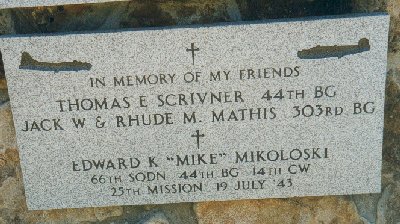 IN MEMORY OF MY FRIENDS
THOMAS E SCRIVNER 44TH BG
JACK W & RHUDE M. MATHIS 303RD BG
EDWARD K "MIKE" MIKOLOSKI
66TH SQDN 44TH BG 14TH CW
25TH MISSION 19 JULY '43